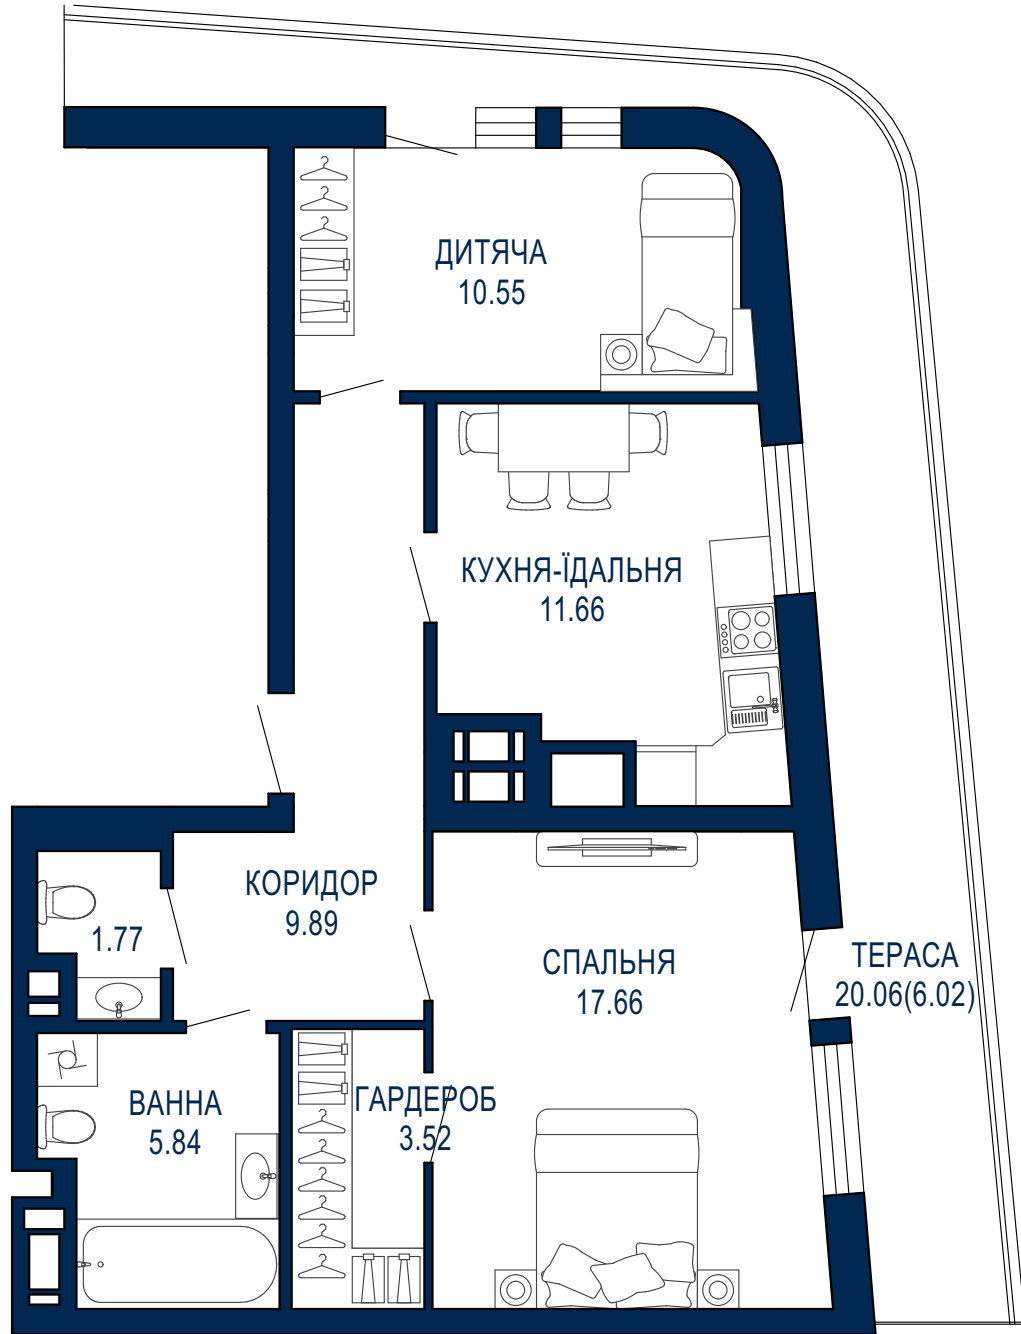 ДИТЯЧА
10.55
КУХНЯ-ЇДАЛЬНЯ
11.66
КОРИДОР
9.89
1.77
СПАЛЬНЯ
17.66
ТЕРАСА
20.06(6.02)
ВАННА
5.84
ГАРДЕРОБ
3.52